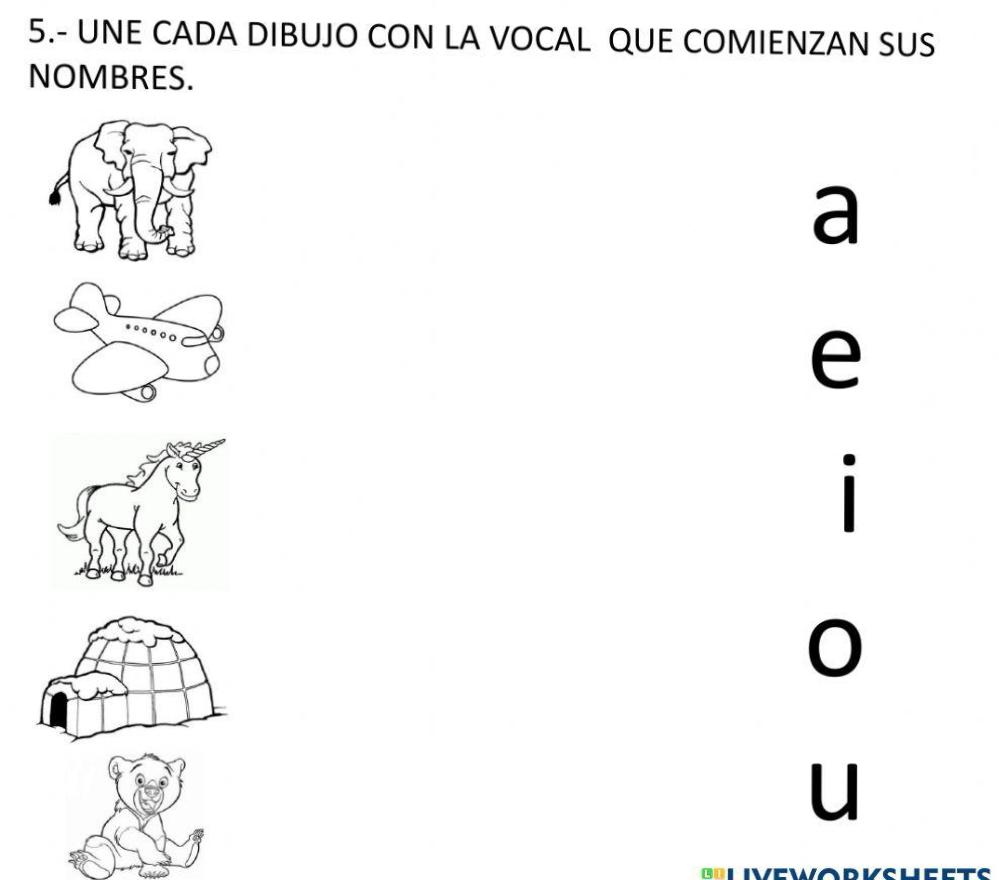 5.- UNE CADA DIBUJO CON LA VOCAL QUE COMIENZAN SUS
NOMBRES.
a
e
i
o
u
LIVEWORKSHEETS